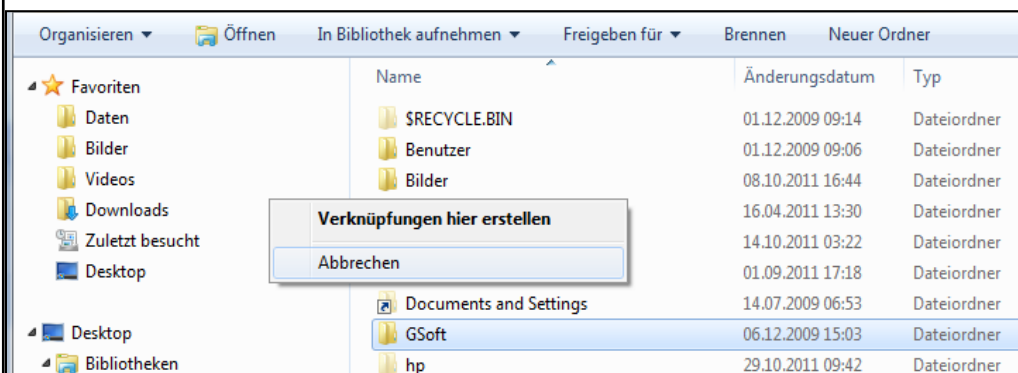 Organisieren Öffnen In Bibliothek aufnehmen Freigeben für Brennen Neuer Ordner
Favoriten
Daten
Bilder
Videos
Downloads
Zuletzt besucht
Desktop
Desktop
Bibliotheken
Name Änderungsdatum Typ
$RECYCLE.BIN 01.12.2009 09:14 Dateiordner
Benutzer 01.12.2009 09:06 Dateiordner
Bilder 08.10.2011 16:44 Dateiordner
16.04.2011 13:30 Dateiordner
14.10.2011 03:22 Dateiordner
01.09.2011 17:18 Dateiordner
Documents and Settings 14.07.2009 06:53 Dateiordner
GSoft 06.12.2009 15:03 Dateiordner
hp 29.10.2011 09:42 Dateiordner
Verknüpfungen hier erstellen
Abbrechen